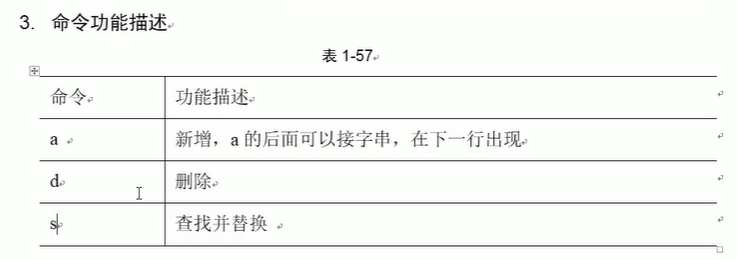 3. 命令功能描述
表 1-57
命令 功能描述
a 新增，a 的后面可以接字串，在下一行出现
d 删除
s 查找并替换